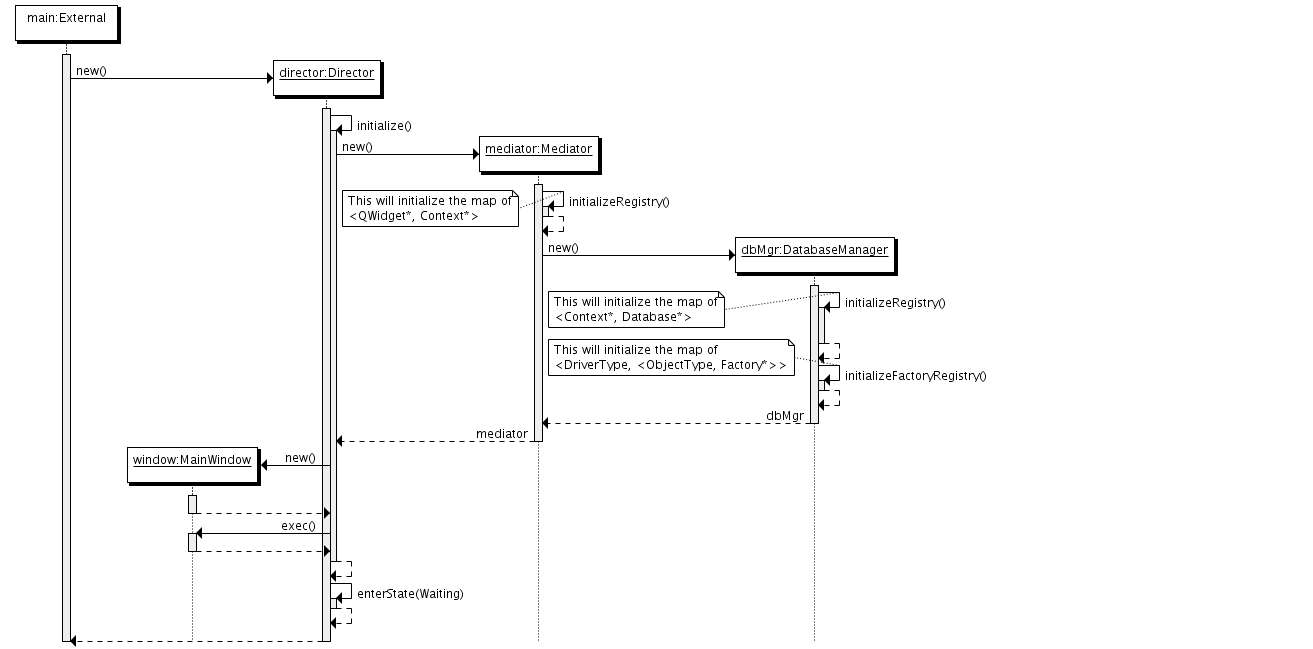 main:External
new()
director:Director
initialize()
new()
mediator:Mediator
This will initialize the map of
<QWidget*, Context*>
initializeRegistry()
new()
dbMgr:DatabaseManager
This will initialize the map of
<Context*, Database*>
initializeRegistry()
This will initialize the map of
<DriverType, <ObjectType, Factory*>>
initializeFactoryRegistry()
dbMgr
mediator
window:MainWindow
new()
exec()
enterState(Waiting)